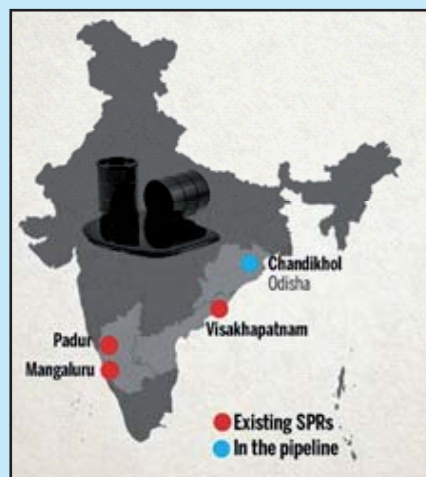 Chandikhol
Odisha
Visakhapatnam
Padur
Mangaluru
Existing SPRs
In the pipeline